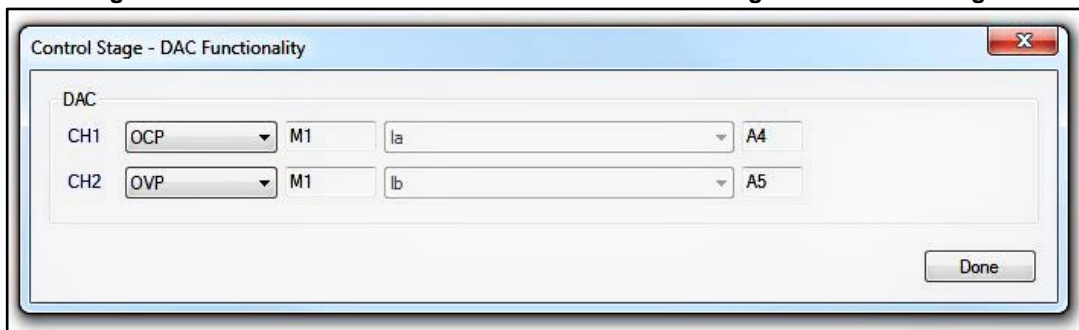 Control Stage - DAC Functionality
DAC
CH1 OCP M1 Ia A4
CH2 OVP M1 Ib A5
Done